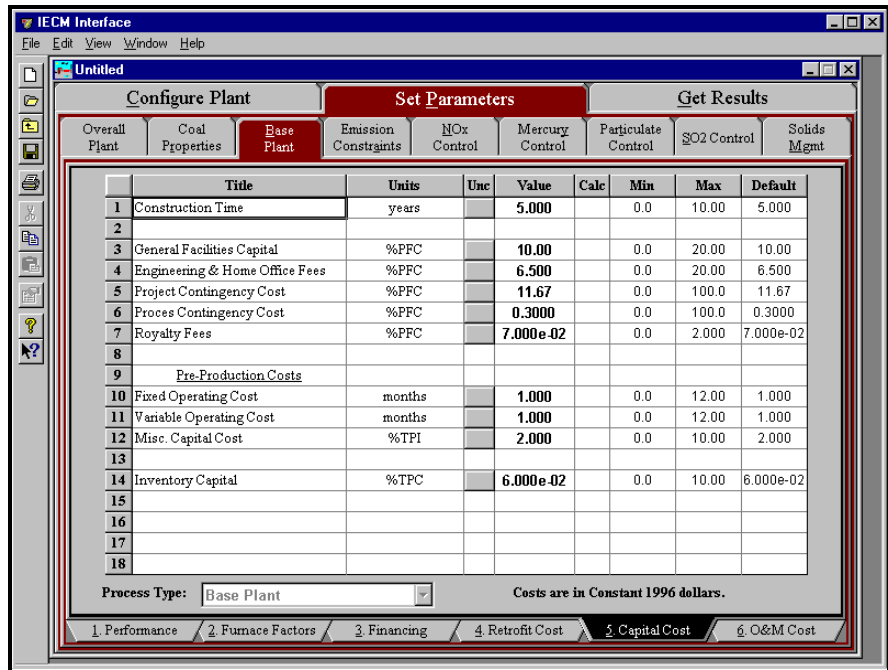 IECM Interface
File Edit View Window Help
Untitled
Configure Plant Set Parameters Get Results
Overall Plant Coal Properties Base Plant Emission Constraints NOx Control Mercury Control Particulate Control SO2 Control Solids Mgmt
Title Units Unc Value Calc Min Max Default
1 Construction Time years 5.000 0.0 10.00 5.000
2
3 General Facilities Capital %PFC 10.00 0.0 20.00 10.00
4 Engineering & Home Office Fees %PFC 6.500 0.0 20.00 6.500
5 Project Contingency Cost %PFC 11.67 0.0 100.0 11.67
6 Proces Contingency Cost %PFC 0.3000 0.0 100.0 0.3000
7 Royalty Fees %PFC 7.000e-02 0.0 2.000 7.000e-02
8
9 Pre-Production Costs
10 Fixed Operating Cost months 1.000 0.0 12.00 1.000
11 Variable Operating Cost months 1.000 0.0 12.00 1.000
12 Misc. Capital Cost %TPI 2.000 0.0 10.00 2.000
13
14 Inventory Capital %TPC 6.000e-02 0.0 10.00 6.000e-02
15
16
17
18
Process Type: Base Plant Costs are in Constant 1996 dollars.
1. Performance 2. Furnace Factors 3. Financing 4. Retrofit Cost 5. Capital Cost 6. O&M Cost